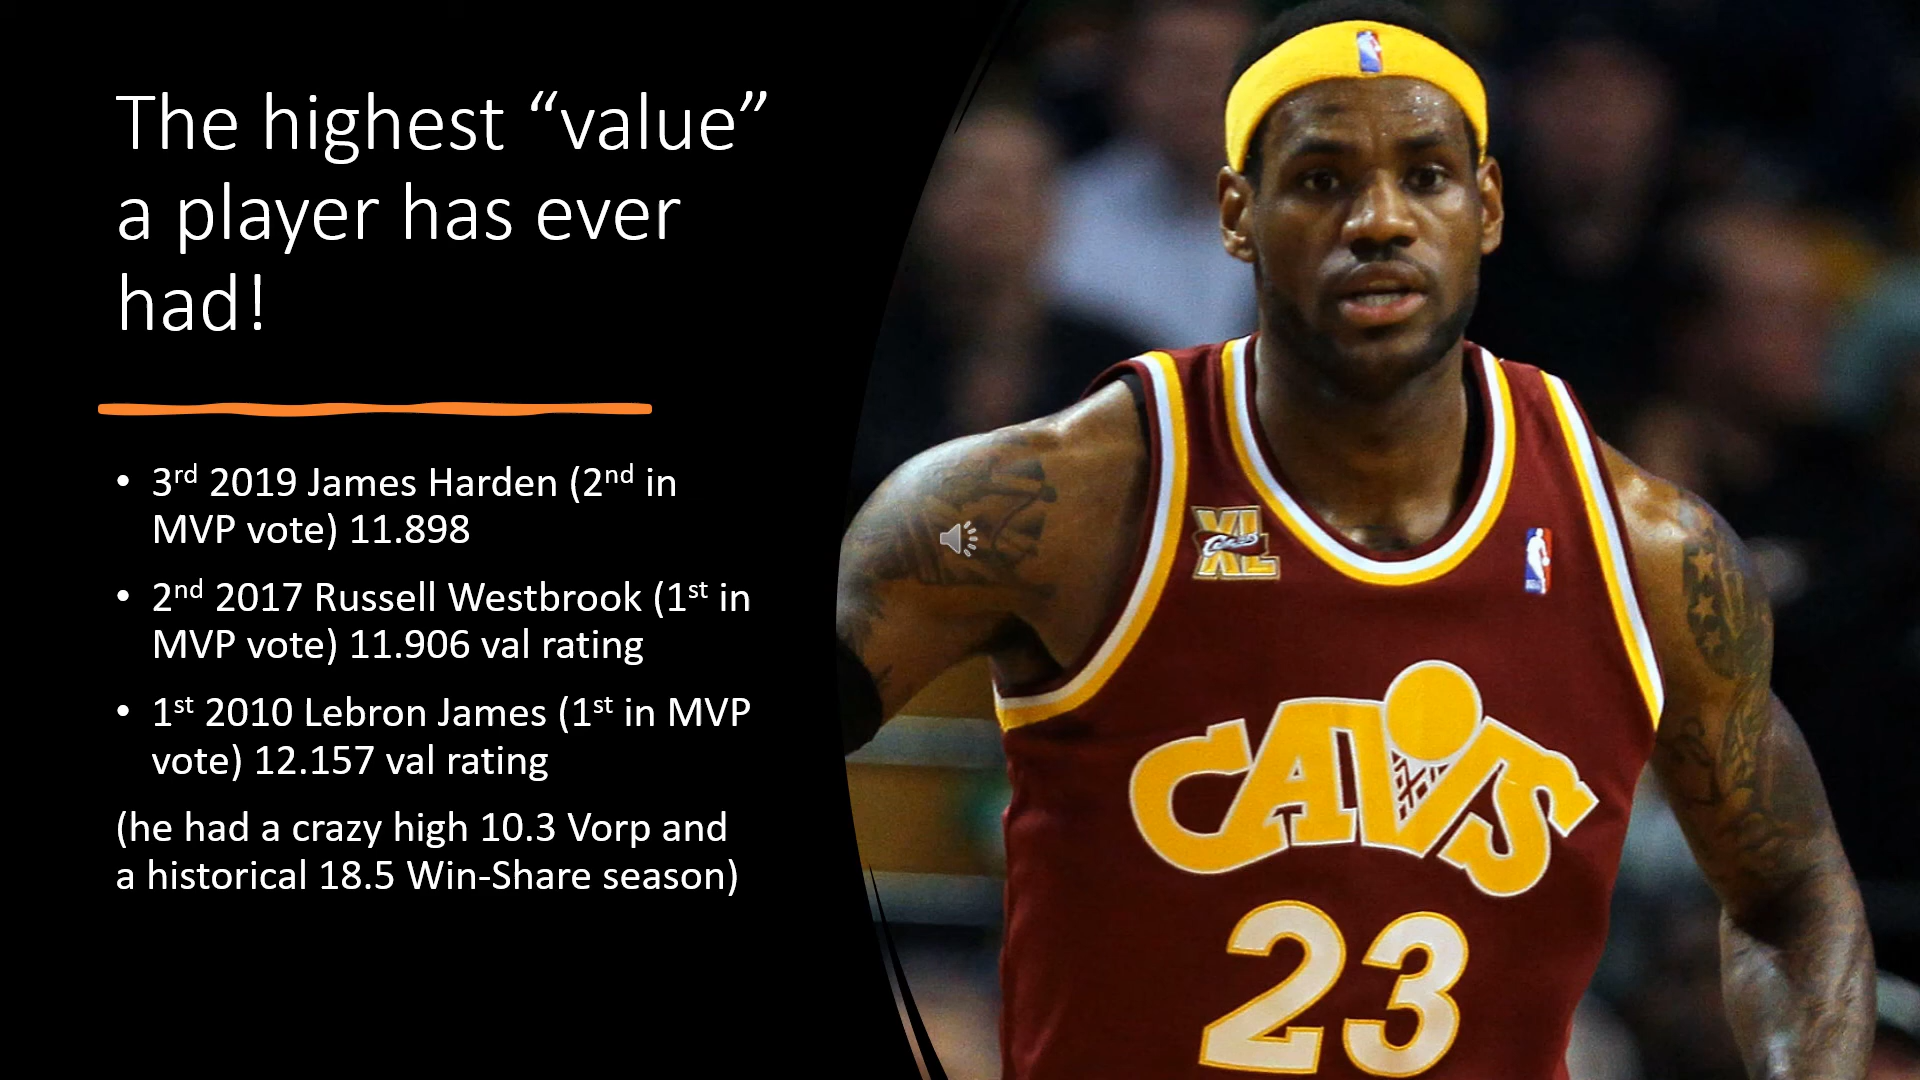 The highest “value”
a player has ever
had!
• 3rd 2019 James Harden (2nd in
MVP vote) 11.898
• 2nd 2017 Russell Westbrook (1st in
MVP vote) 11.906 val rating
• 1st 2010 Lebron James (1st in MVP
vote) 12.157 val rating
(he had a crazy high 10.3 Vorp and
a historical 18.5 Win-Share season)
XL
Cavs
CAVS
23